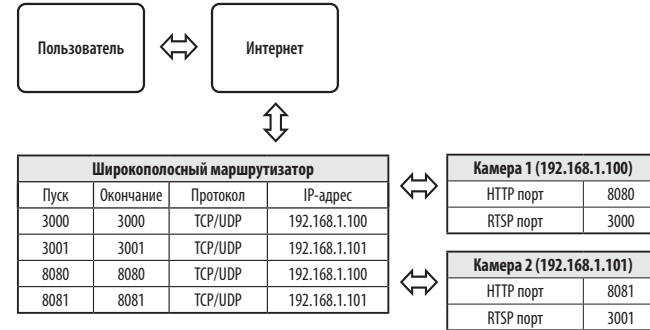 Пользователь
Интернет
Широкополосный маршрутизатор
Пуск Окончание Протокол IP-адрес
3000 3000 TCP/UDP 192.168.1.100
3001 3001 TCP/UDP 192.168.1.101
8080 8080 TCP/UDP 192.168.1.100
8081 8081 TCP/UDP 192.168.1.101
Камера 1 (192.168.1.100)
HTTP порт 8080
RTSP порт 3000
Камера 2 (192.168.1.101)
HTTP порт 8081
RTSP порт 3001